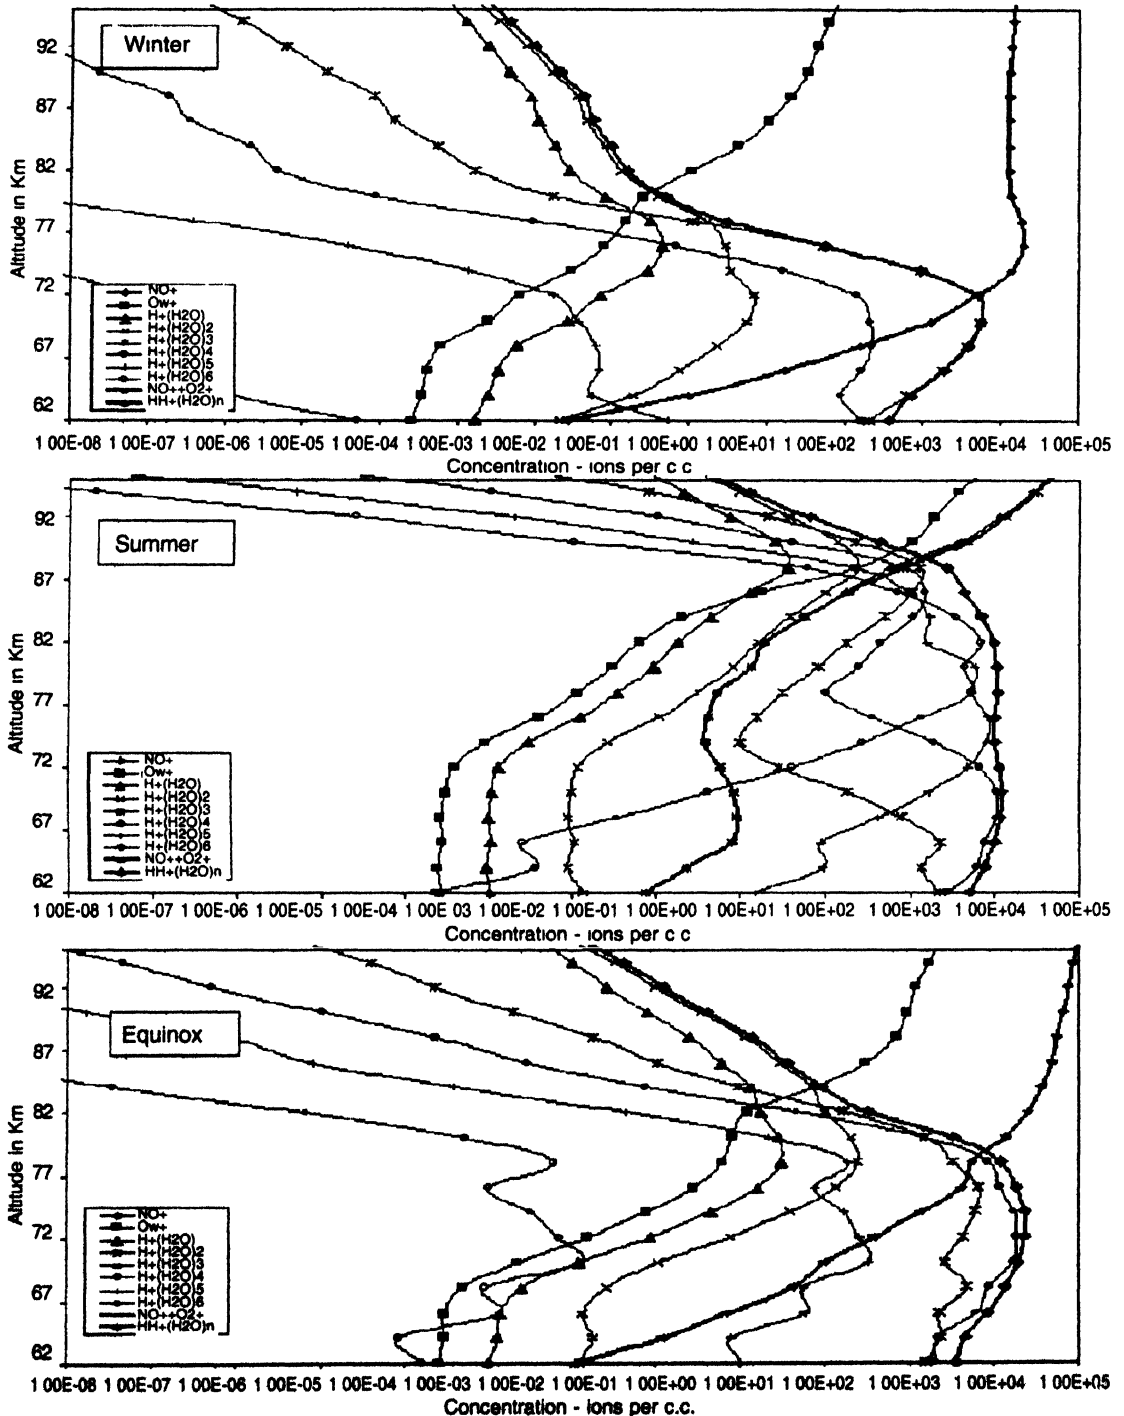 Winter
92
87
82
77
72
67
62
Altitude in Km
NO+
Ow+
H+(H2O)
H+(H2O)2
H+(H2O)3
H+(H2O)4
H+(H2O)5
H+(H2O)6
NO++O2+
HH+(H2O)n
1 00E-08 1 00E-07 1 00E-06 1 00E-05 1 00E-04 1 00E-03 1 00E-02 1 00E-01 1 00E+00 1 00E+01 1 00E+02 1 00E+03 1 00E+04 1 00E+05
Concentration - ions per c c
Summer
92
87
82
77
72
67
62
Altitude in Km
NO+
Ow+
H+(H2O)
H+(H2O)2
H+(H2O)3
H+(H2O)4
H+(H2O)5
H+(H2O)6
NO++O2+
HH+(H2O)n
1 00E-08 1 00E-07 1 00E-06 1 00E-05 1 00E-04 1 00E 03 1 00E-02 1 00E-01 1 00E+00 1 00E+01 1 00E+02 1 00E+03 1 00E+04 1 00E+05
Concentration - ions per c c
Equinox
92
87
82
77
72
67
62
Altitude in Km
NO+
Ow+
H+(H2O)
H+(H2O)2
H+(H2O)3
H+(H2O)4
H+(H2O)5
H+(H2O)6
NO++O2+
HH+(H2O)n
1 00E-08 1 00E-07 1 00E-06 1 00E-05 1 00E-04 1 00E-03 1 00E-02 1 00E-01 1 00E+00 1 00E+01 1 00E+02 1 00E+03 1 00E+04 1 00E+05
Concentration - ions per c.c.